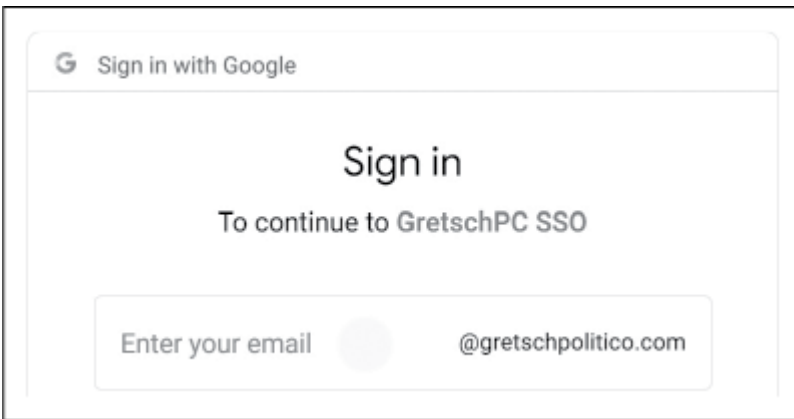 G Sign in with Google
Sign in
To continue to GretschPC SSO
Enter your email @gretschpolitico.com